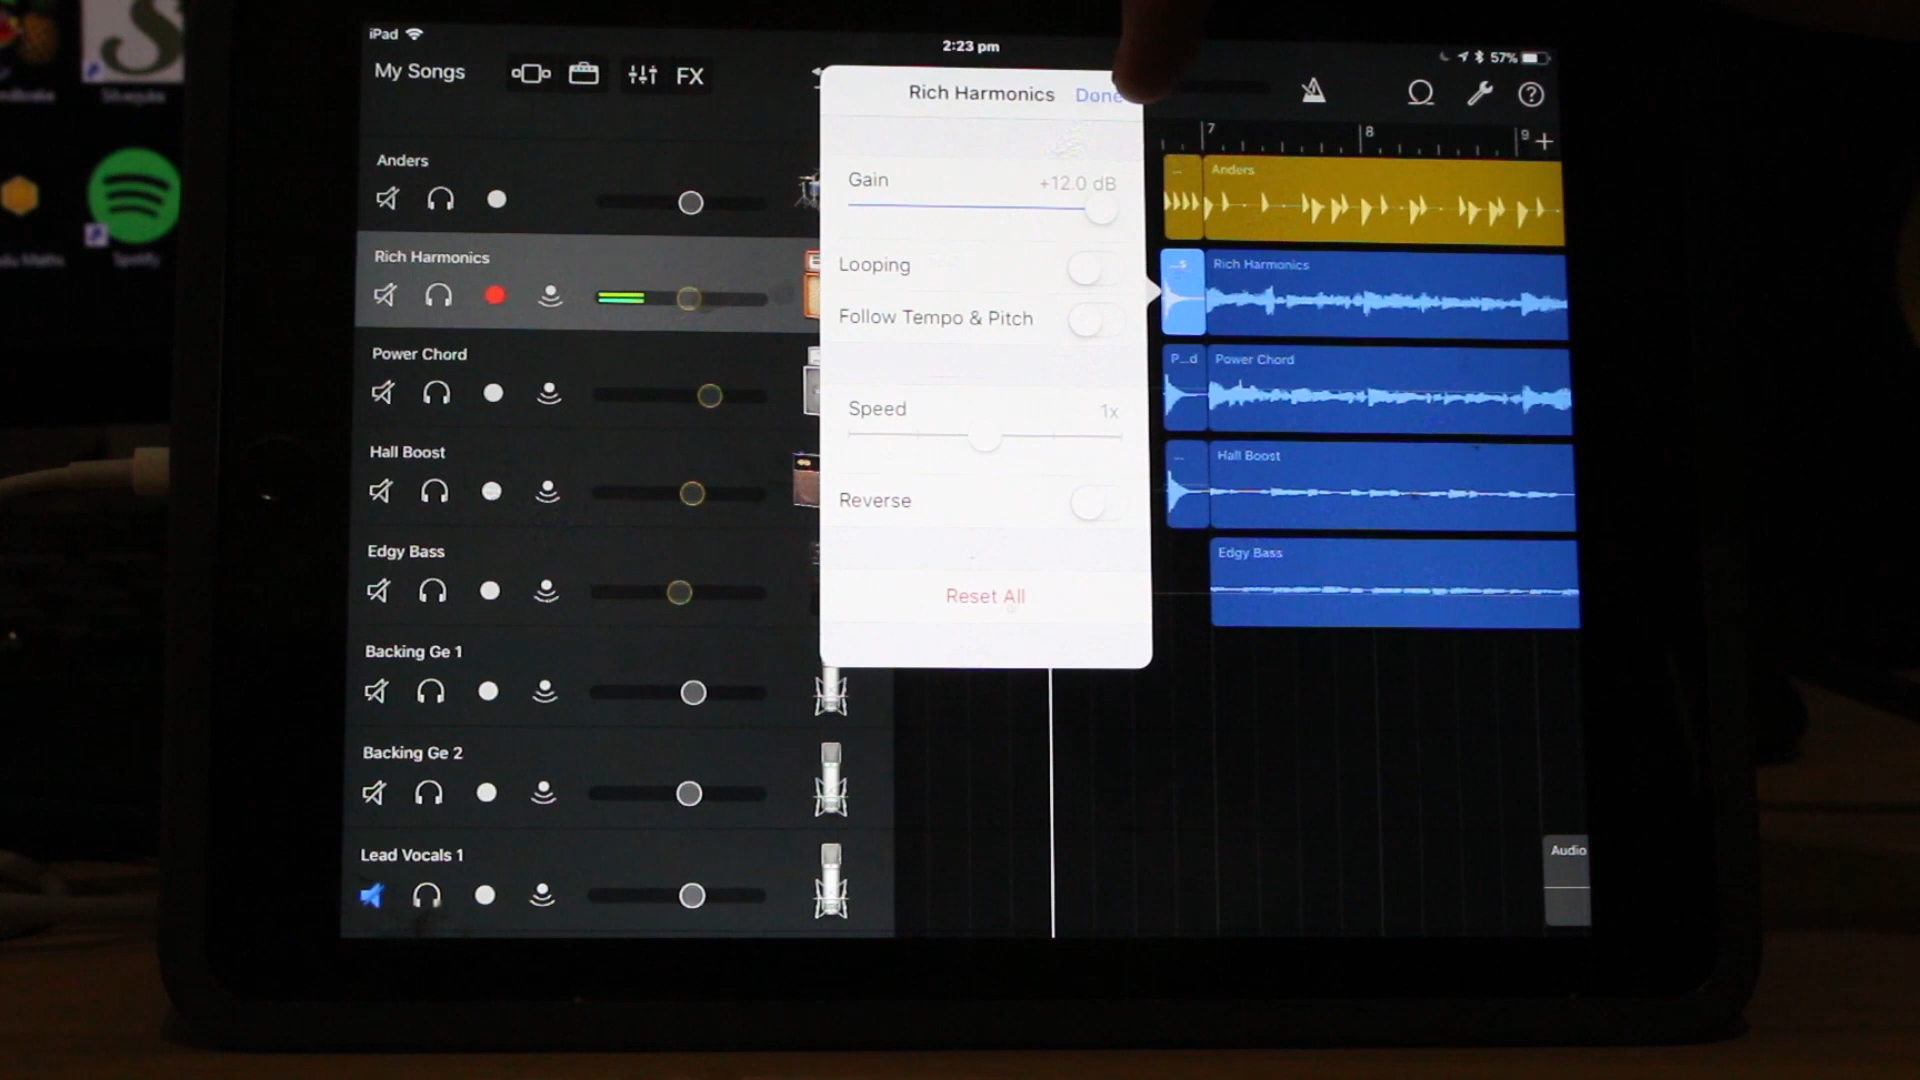 iPad
2:23 pm
57%
My Songs
FX
Rich Harmonics Done
7 8 9 +
Anders
Rich Harmonics
Power Chord
Hall Boost
Edgy Bass
Backing Ge 1
Backing Ge 2
Lead Vocals 1
Gain +12.0 dB
Looping
Follow Tempo & Pitch
Speed 1x
Reverse
Reset All
... Anders
...s Rich Harmonics
P...d Power Chord
... Hall Boost
Edgy Bass
Audio
Spotify